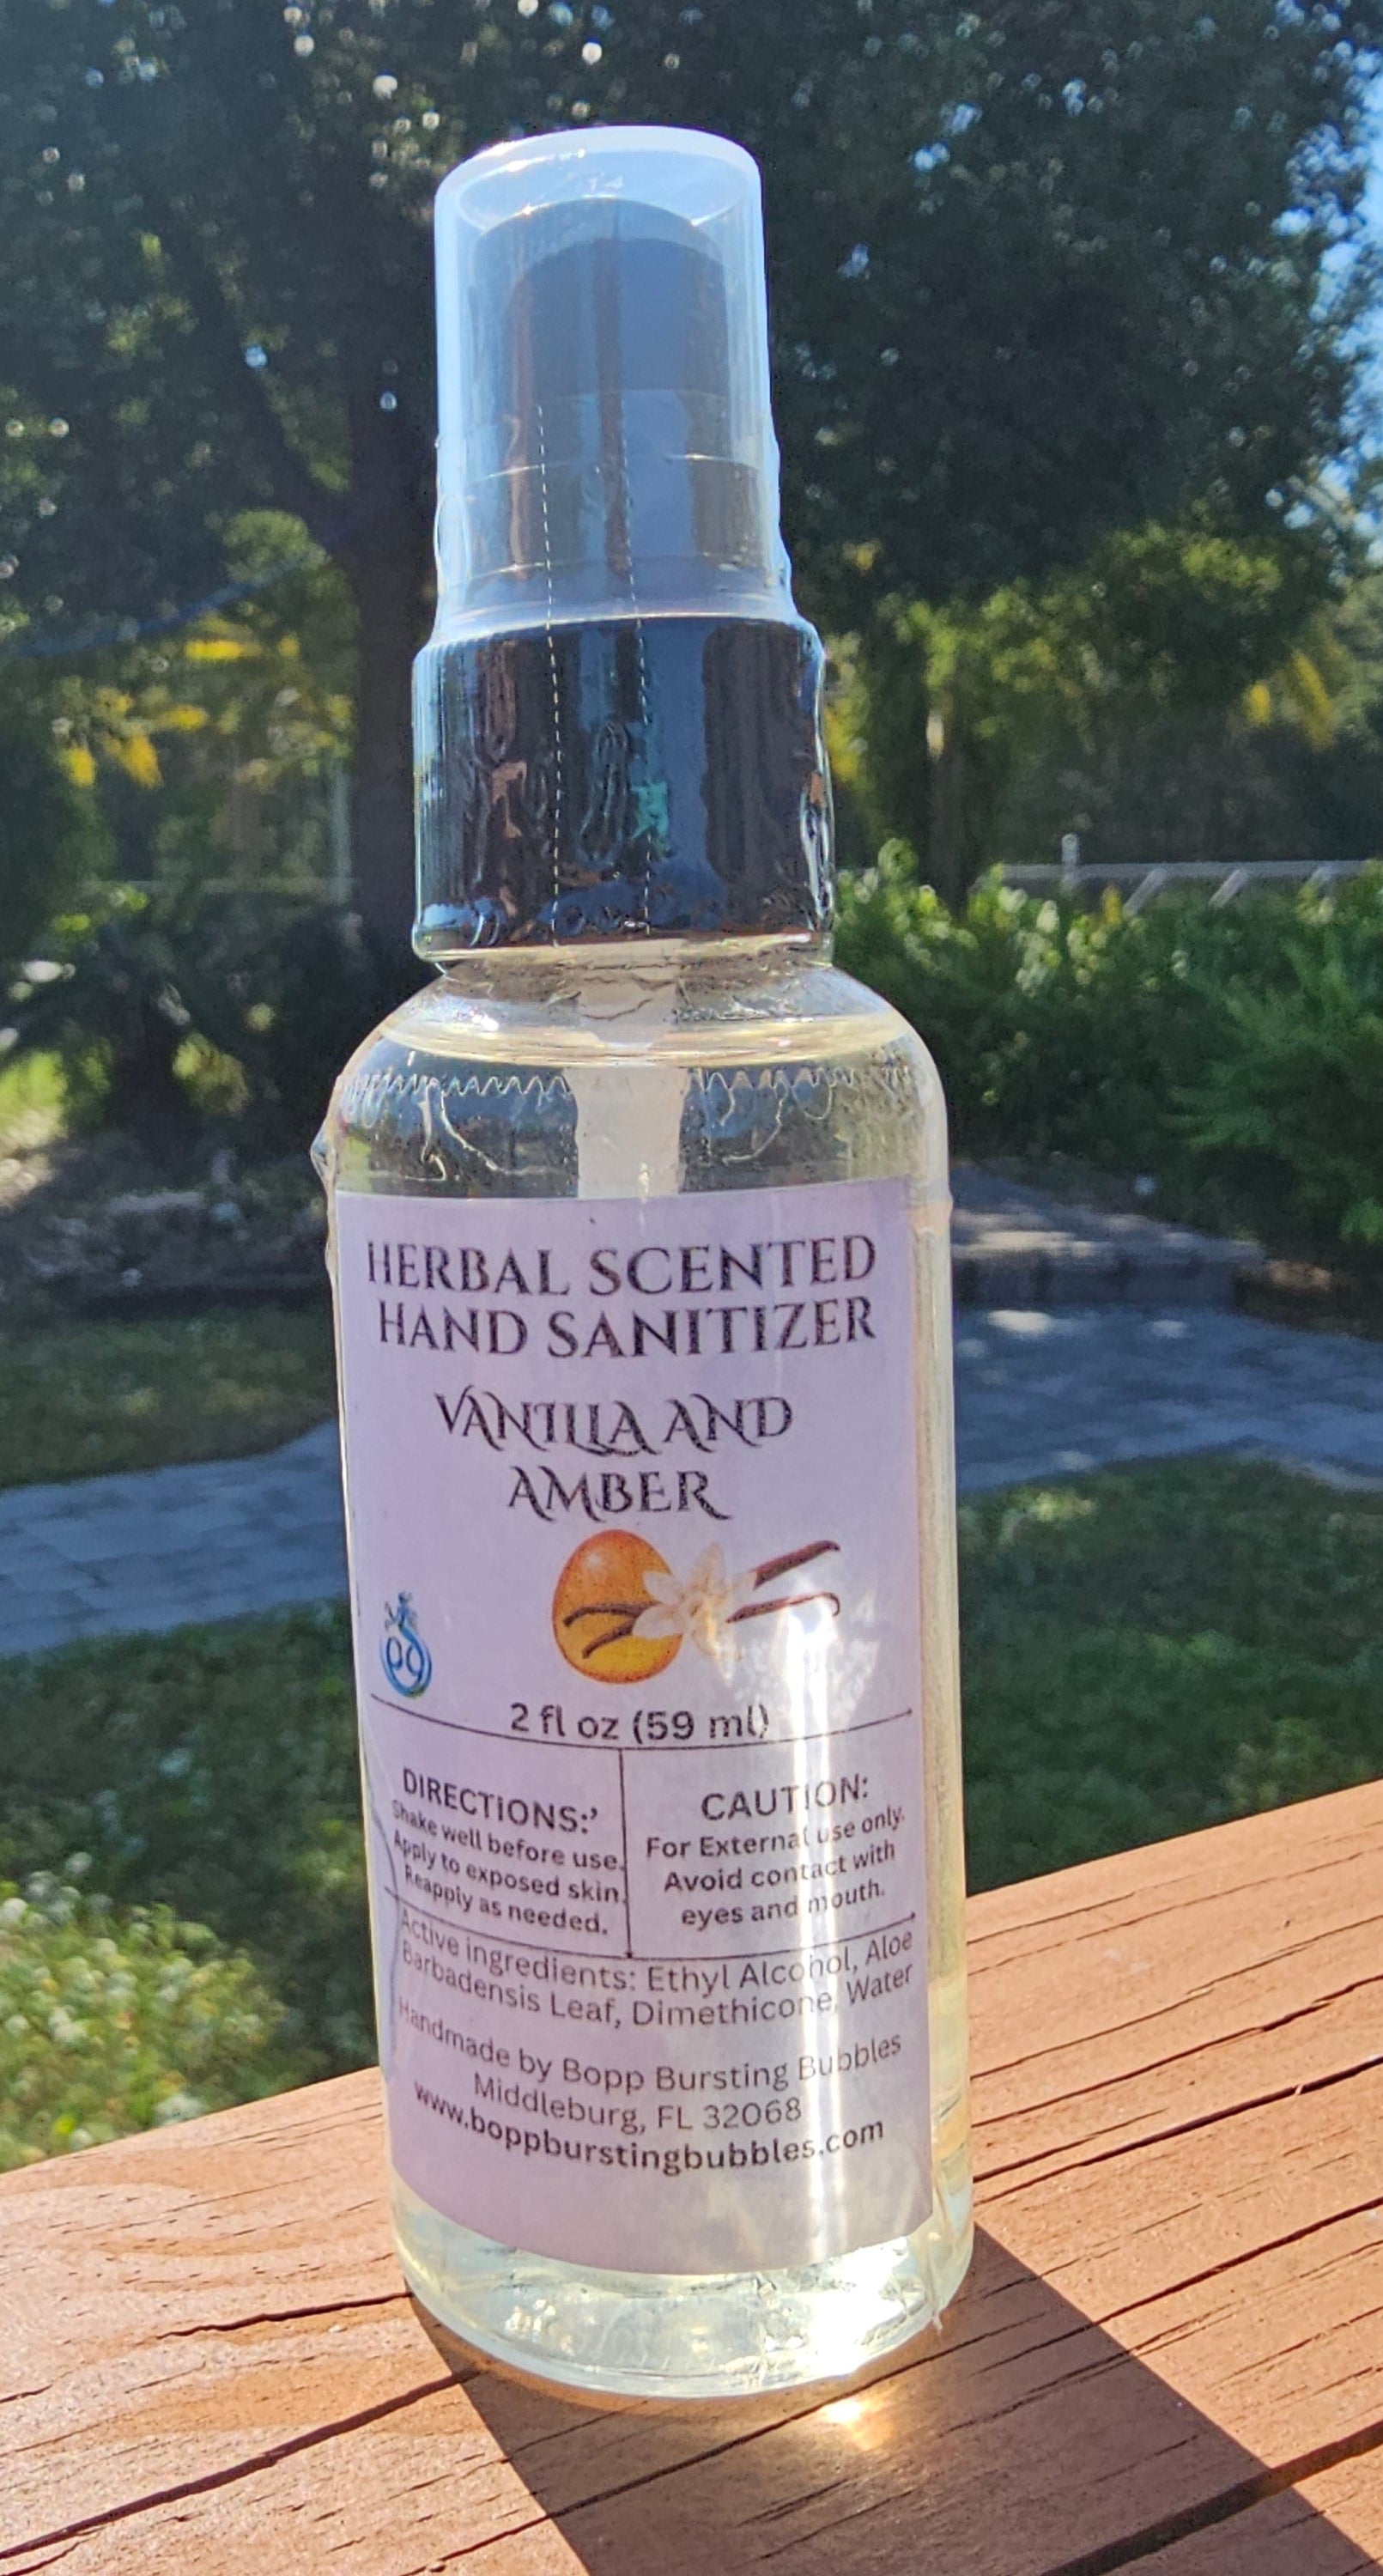 HERBAL SCENTED
HAND SANITIZER
VANILLA AND
AMBER
2 fl oz (59 ml)
DIRECTIONS:’
Shake well before use.
Apply to exposed skin.
Reapply as needed.
CAUTION:
For External use only.
Avoid contact with
eyes and mouth.
Active ingredients: Ethyl Alcohol, Aloe
Barbadensis Leaf, Dimethicone, Water
Handmade by Bopp Bursting Bubbles
Middleburg, FL 32068
www.boppburstingbubbles.com